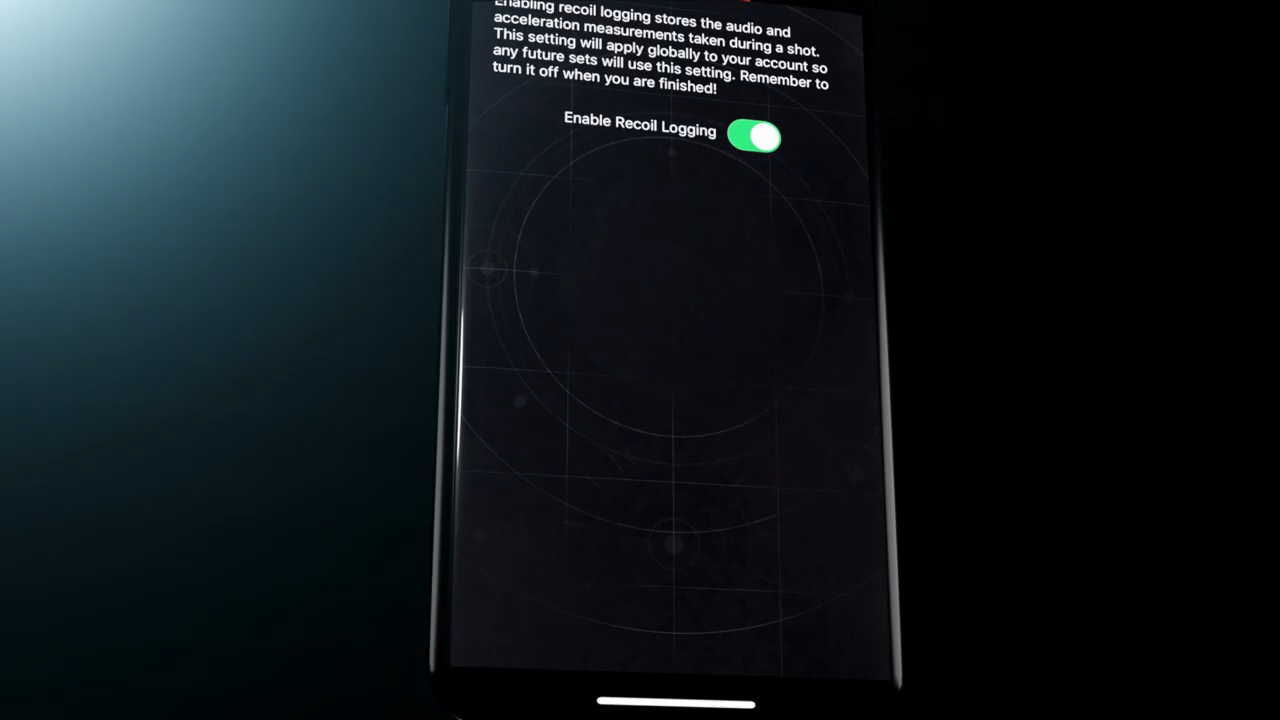 Enabling recoil logging stores the audio and
acceleration measurements taken during a shot.
This setting will apply globally to your account so
any future sets will use this setting. Remember to
turn it off when you are finished!
Enable Recoil Logging